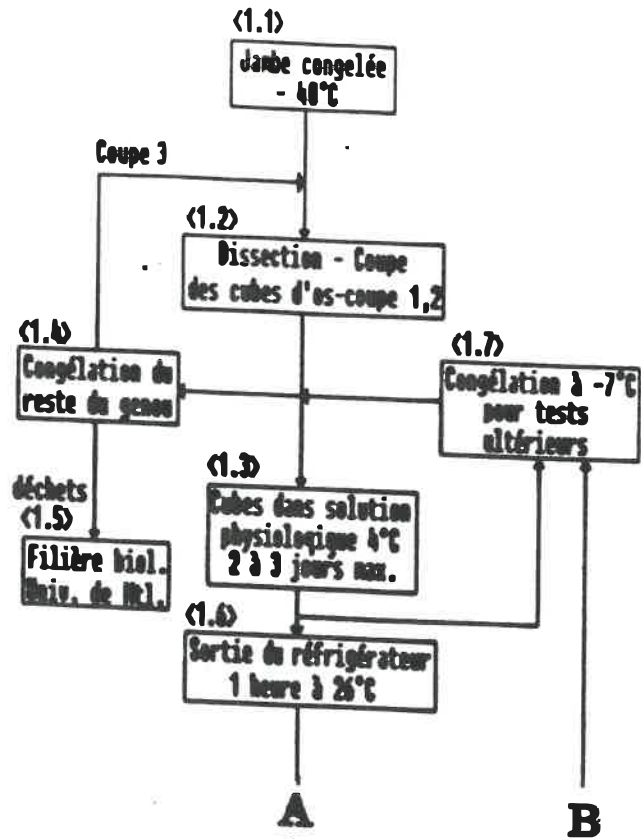 <1.1>
Jambe congelée
- 40°C
Coupe 3
<1.2>
Dissection - Coupe
des cubes d'os-coupe 1,2
<1.4>
Congélation du
reste du genou
<1.7>
Congélation à -7°C
pour tests
ultérieurs
<1.3>
Cubes dans solution
physiologique 4°C
2 à 3 jours max.
déchets
<1.5>
Filière biol.
Univ. de Mtl.
<1.6>
Sortie du réfrigérateur
1 heure à 26°C
A
B